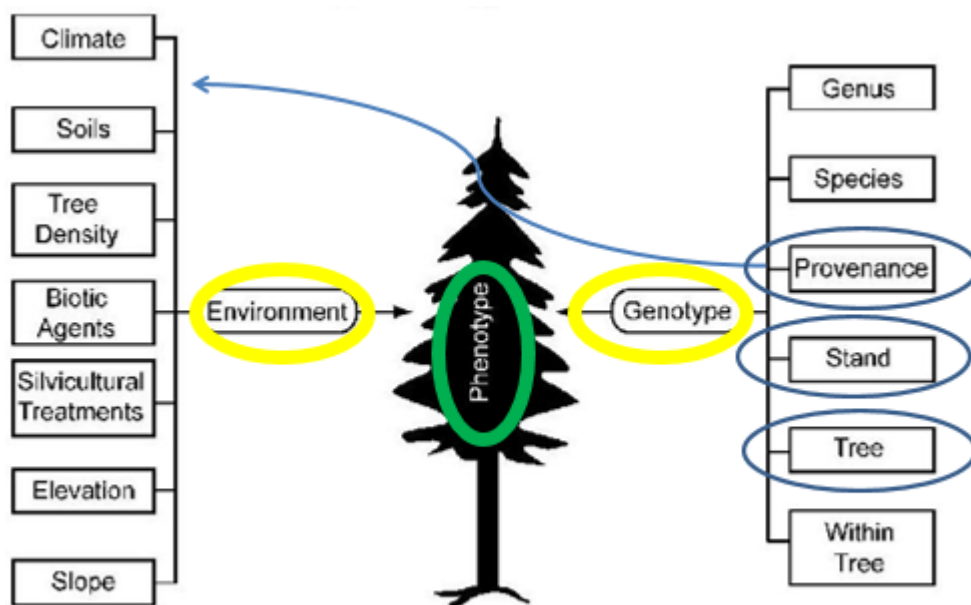 Climate
Soils
Tree
Density
Biotic
Agents
Silvicultural
Treatments
Elevation
Slope
Environment
Phenotype
Genotype
Genus
Species
Provenance
Stand
Tree
Within
Tree